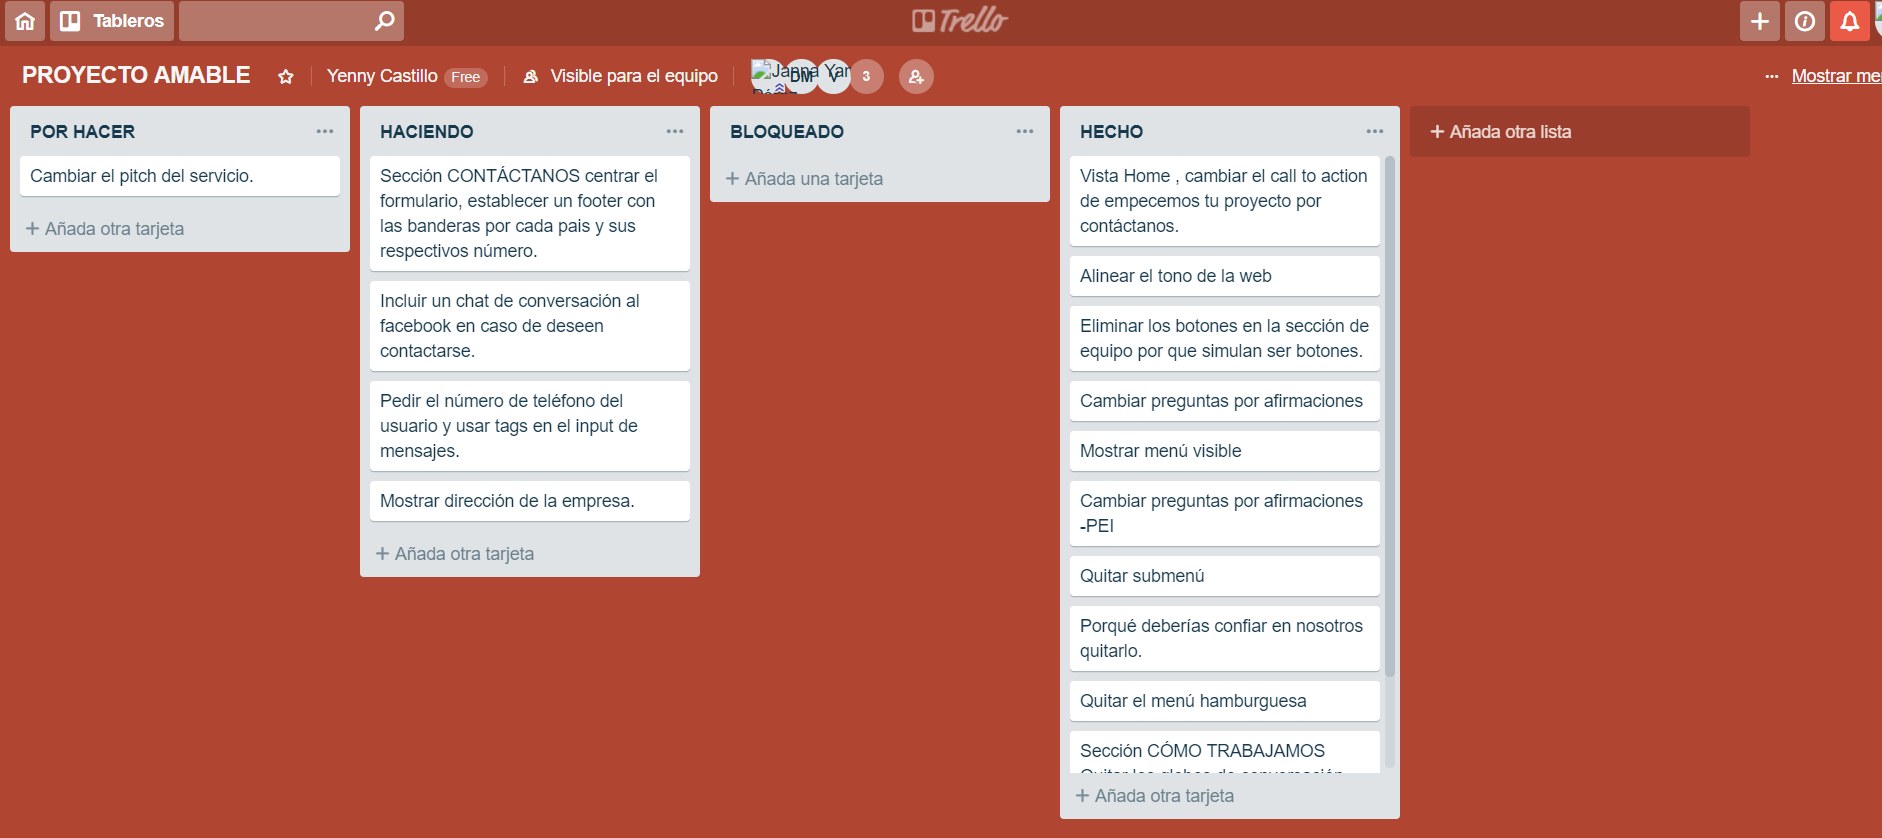 Tableros
Trello
PROYECTO AMABLE
Yenny Castillo Free
Visible para el equipo
Janna Yar
DM
V
3
... Mostrar me
POR HACER
Cambiar el pitch del servicio.
+ Añada otra tarjeta
HACIENDO
Sección CONTÁCTANOS centrar el
formulario, establecer un footer con
las banderas por cada pais y sus
respectivos número.
Incluir un chat de conversación al
facebook en caso de deseen
contactarse.
Pedir el número de teléfono del
usuario y usar tags en el input de
mensajes.
Mostrar dirección de la empresa.
+ Añada otra tarjeta
BLOQUEADO
+ Añada una tarjeta
HECHO
Vista Home , cambiar el call to action
de empecemos tu proyecto por
contáctanos.
Alinear el tono de la web
Eliminar los botones en la sección de
equipo por que simulan ser botones.
Cambiar preguntas por afirmaciones
Mostrar menú visible
Cambiar preguntas por afirmaciones
-PEI
Quitar submenú
Porqué deberías confiar en nosotros
quitarlo.
Quitar el menú hamburguesa
Sección CÓMO TRABAJAMOS
Quitar los globos de conversación
+ Añada otra tarjeta
+ Añada otra lista